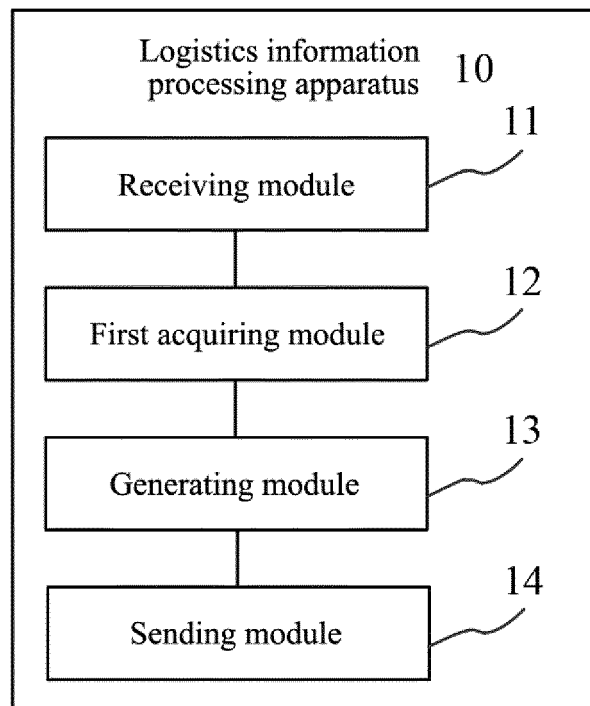 Logistics information
processing apparatus
10
11
Receiving module
12
First acquiring module
13
Generating module
14
Sending module